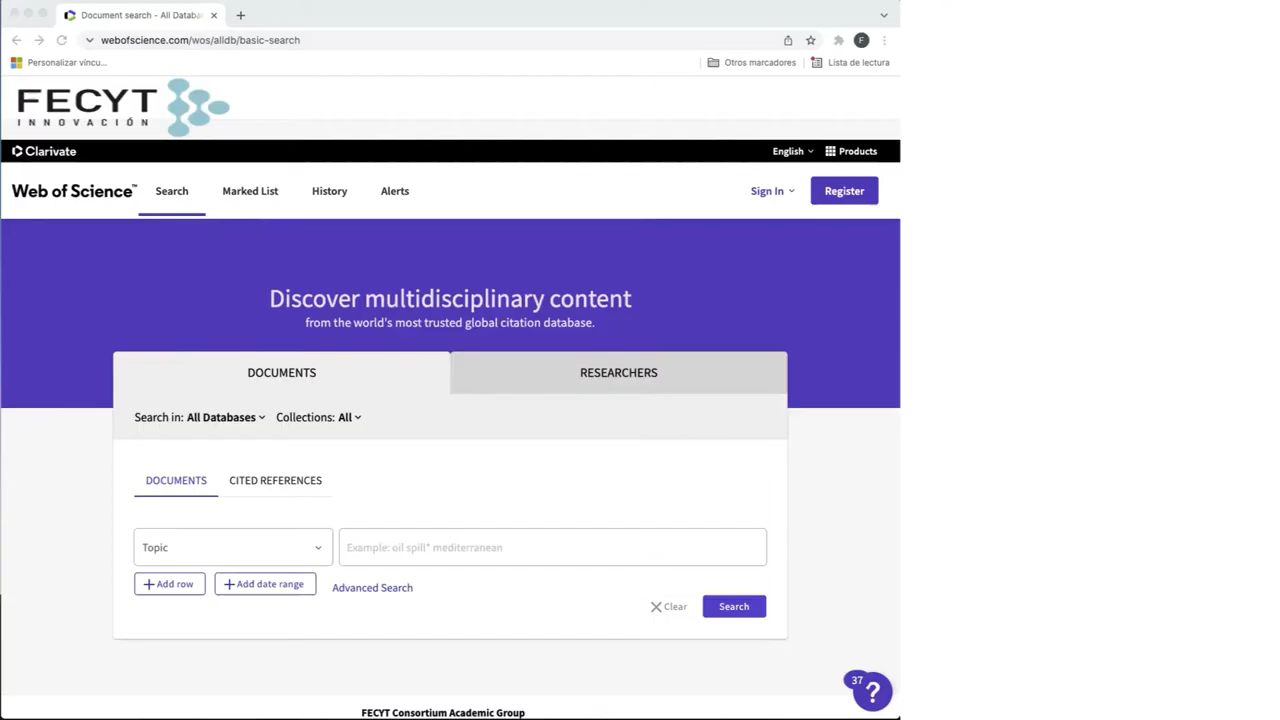 Document search - All Databa
webofscience.com/wos/alldb/basic-search
F
Personalizar víncu...
Otros marcadores
Lista de lectura
FECYT
INNOVACIÓN
Clarivate
English
Products
Web of Science™
Search
Marked List
History
Alerts
Sign In
Register
Discover multidisciplinary content
from the world's most trusted global citation database.
DOCUMENTS
RESEARCHERS
Search in: All Databases
Collections: All
DOCUMENTS
CITED REFERENCES
Topic
Example: oil spill* mediterranean
+ Add row
+ Add date range
Advanced Search
Clear
Search
37
?
FECYT Consortium Academic Group